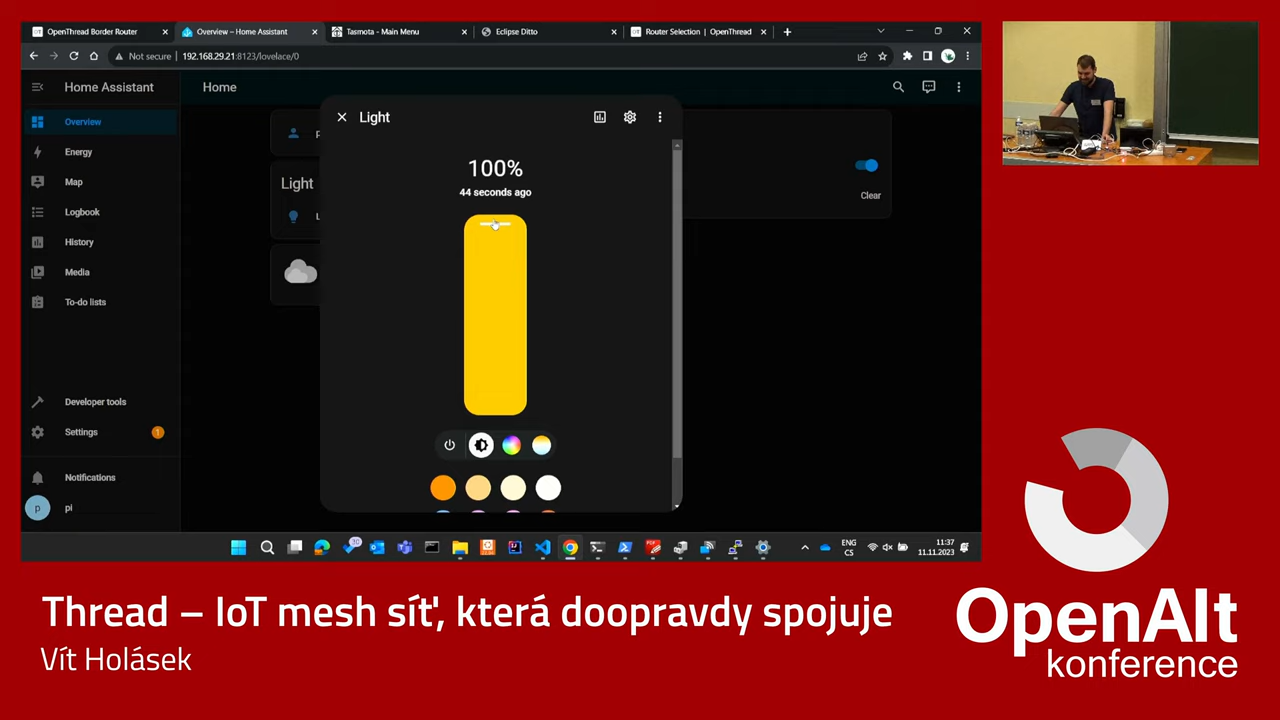 OpenThread Border Router
Overview – Home Assistant
Tasmota - Main Menu
Eclipse Ditto
Router Selection | OpenThread
Not secure
192.168.29.21:8123/lovelace/0
Home Assistant
Home
Overview
Energy
Map
Logbook
History
Media
To-do lists
Developer tools
Settings
1
Notifications
p
pi
P
Light
L
Clear
Light
100%
44 seconds ago
30
ENG
CS
11:37
11.11.2023
Thread – IoT mesh síť, která doopravdy spojuje
Vít Holásek
OpenAlt
konference